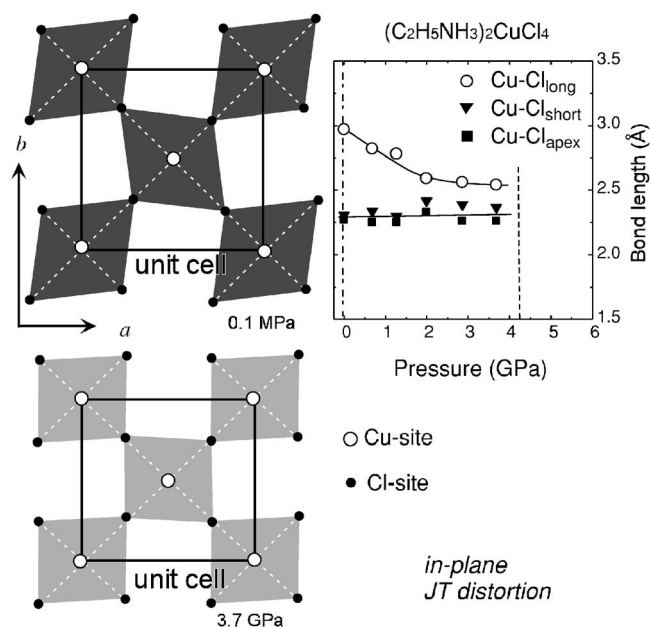 (C2H5NH3)2CuCl4
Cu-Cllong
Cu-Clshort
Cu-Clapex
3.5
3.0
2.5
2.2
1.5
Bond length (Å)
0 1 2 3 4 5 6
Pressure (GPa)
b
a
unit cell
0.1 MPa
Cu-site
Cl-site
unit cell
3.7 GPa
in-plane
JT distortion